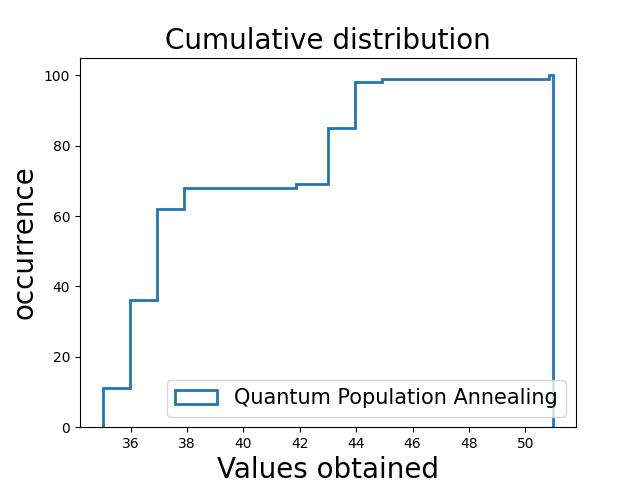 Cumulative distribution
100
80
60
40
20
0
occurrence
Quantum Population Annealing
36 38 40 42 44 46 48 50
Values obtained